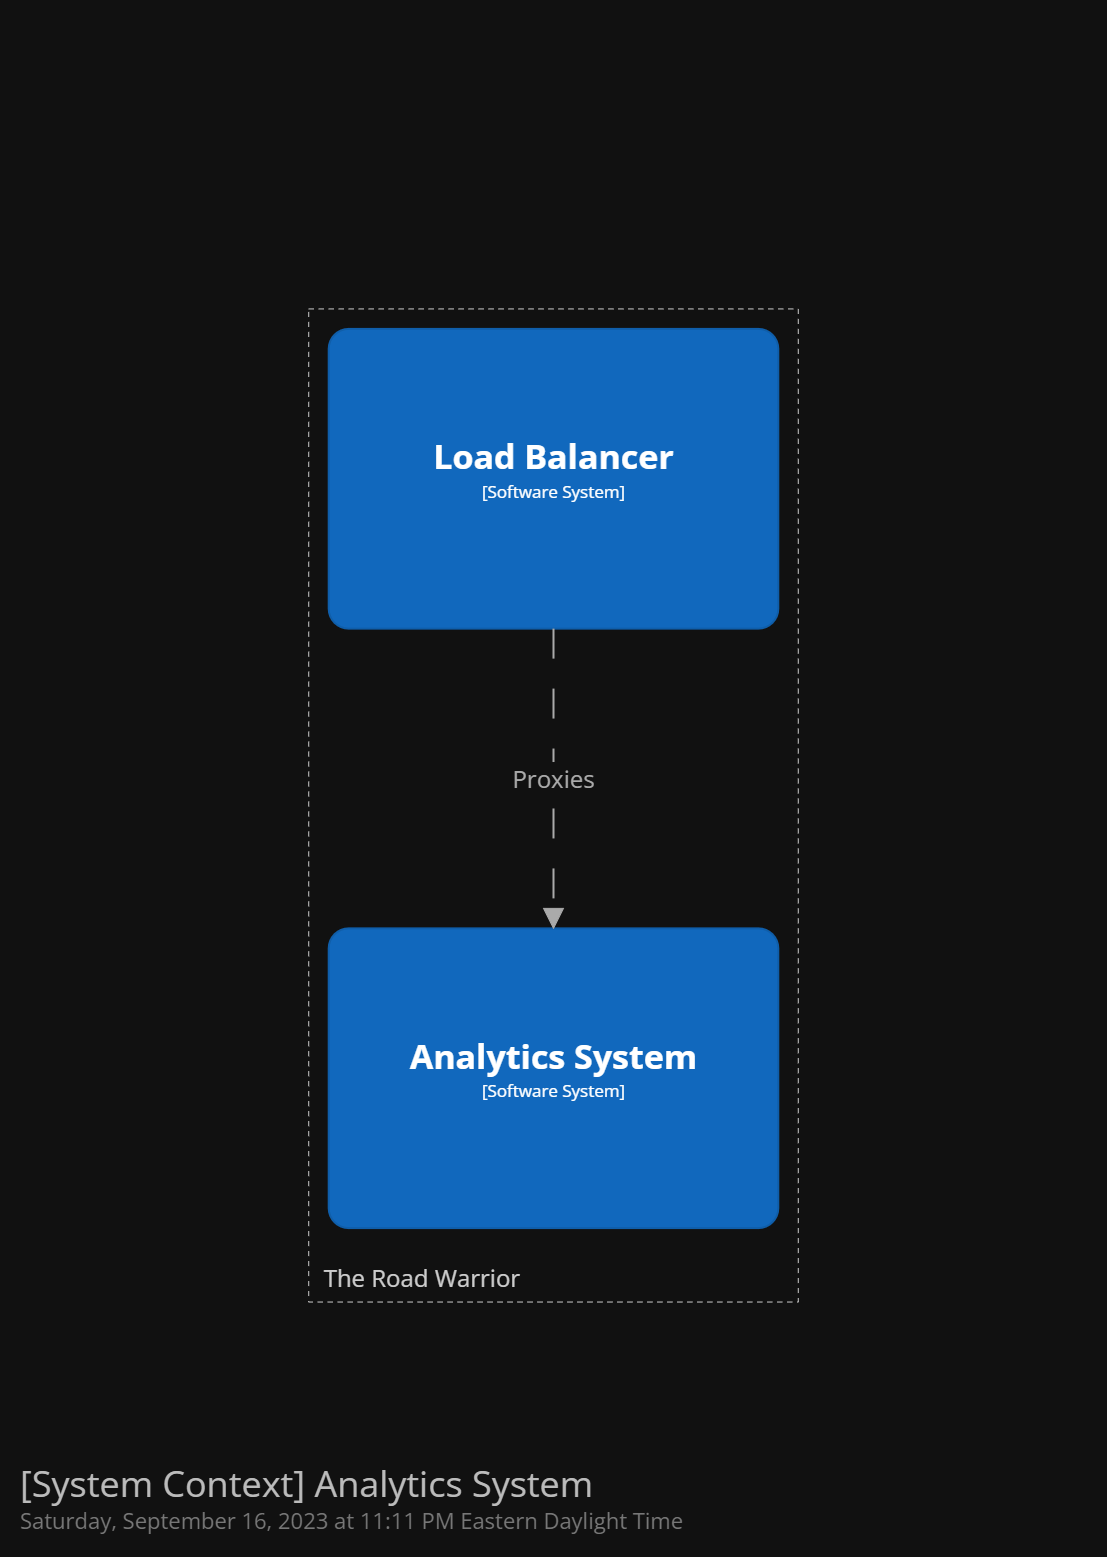 Load Balancer
[Software System]
Proxies
Analytics System
[Software System]
The Road Warrior
[System Context] Analytics System
Saturday, September 16, 2023 at 11:11 PM Eastern Daylight Time